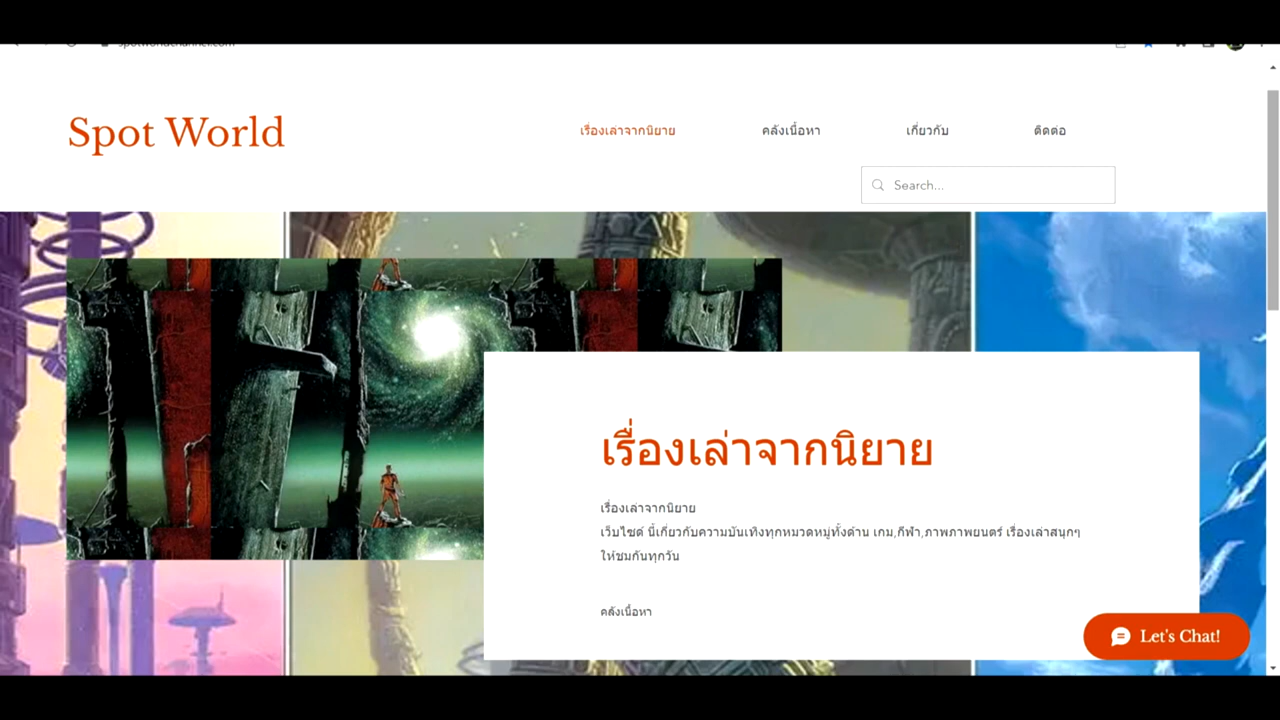 Spot World
เรื่องเล่าจากนิยาย
คลังเนื้อหา
เกี่ยวกับ
ติดต่อ
Search...
เรื่องเล่าจากนิยาย
เรื่องเล่าจากนิยาย
เว็บไซด์ นี้เกี่ยวกับความบันเทิงทุกหมวดหมู่ทั้งด้าน เกม,กีฬา,ภาพภาพยนตร์ เรื่องเล่าสนุกๆ
ให้ชมกันทุกวัน
คลังเนื้อหา
Let's Chat!